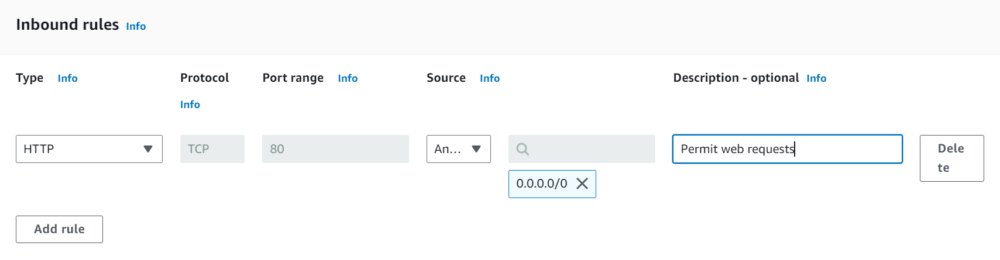 Inbound rules Info
Type Info Protocol Port range Info Source Info Description - optional Info
Info
HTTP TCP 80 An... Permit web requests Dele
te
0.0.0.0/0
Add rule